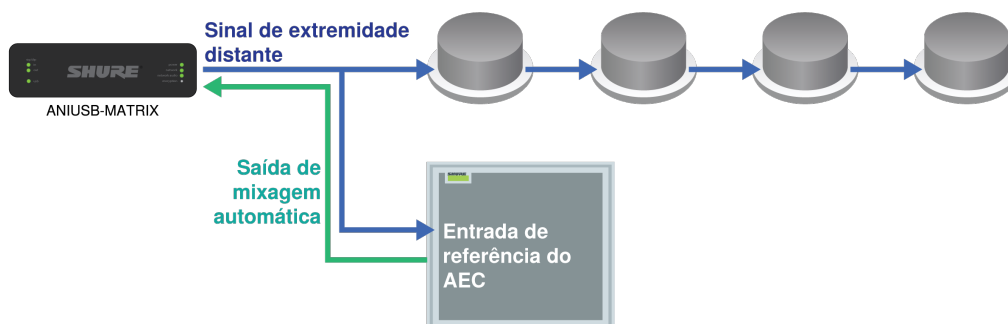 Sinal de extremidade
distante
SHURE
ANIUSB-MATRIX
Saída de
mixagem
automática
SHURE
Entrada de
referência do
AEC